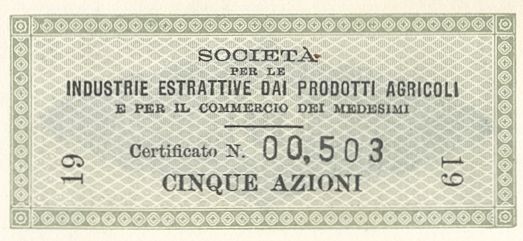 SOCIETÀ
PER LE
INDUSTRIE ESTRATTIVE DAI PRODOTTI AGRICOLI
E PER IL COMMERCIO DEI MEDESIMI
Certificato N. 00,503
CINQUE AZIONI
19
19